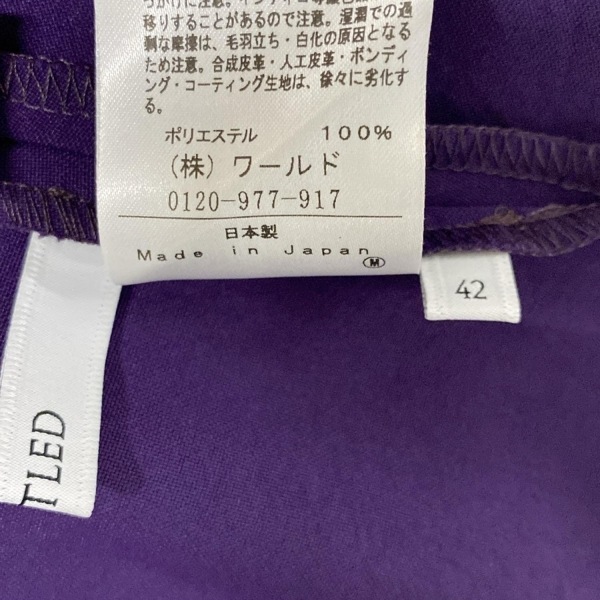 移りすることがあるので注意。湿潤での過
剰な摩擦は、毛羽立ち・白化の原因となる
ため注意。合成皮革・人工皮革・ボンディ
ング・コーティング生地は、徐々に劣化す
る。
ポリエステル 100%
(株) ワールド
0120-977-917
日本製
Made in Japan
M
42
TLED